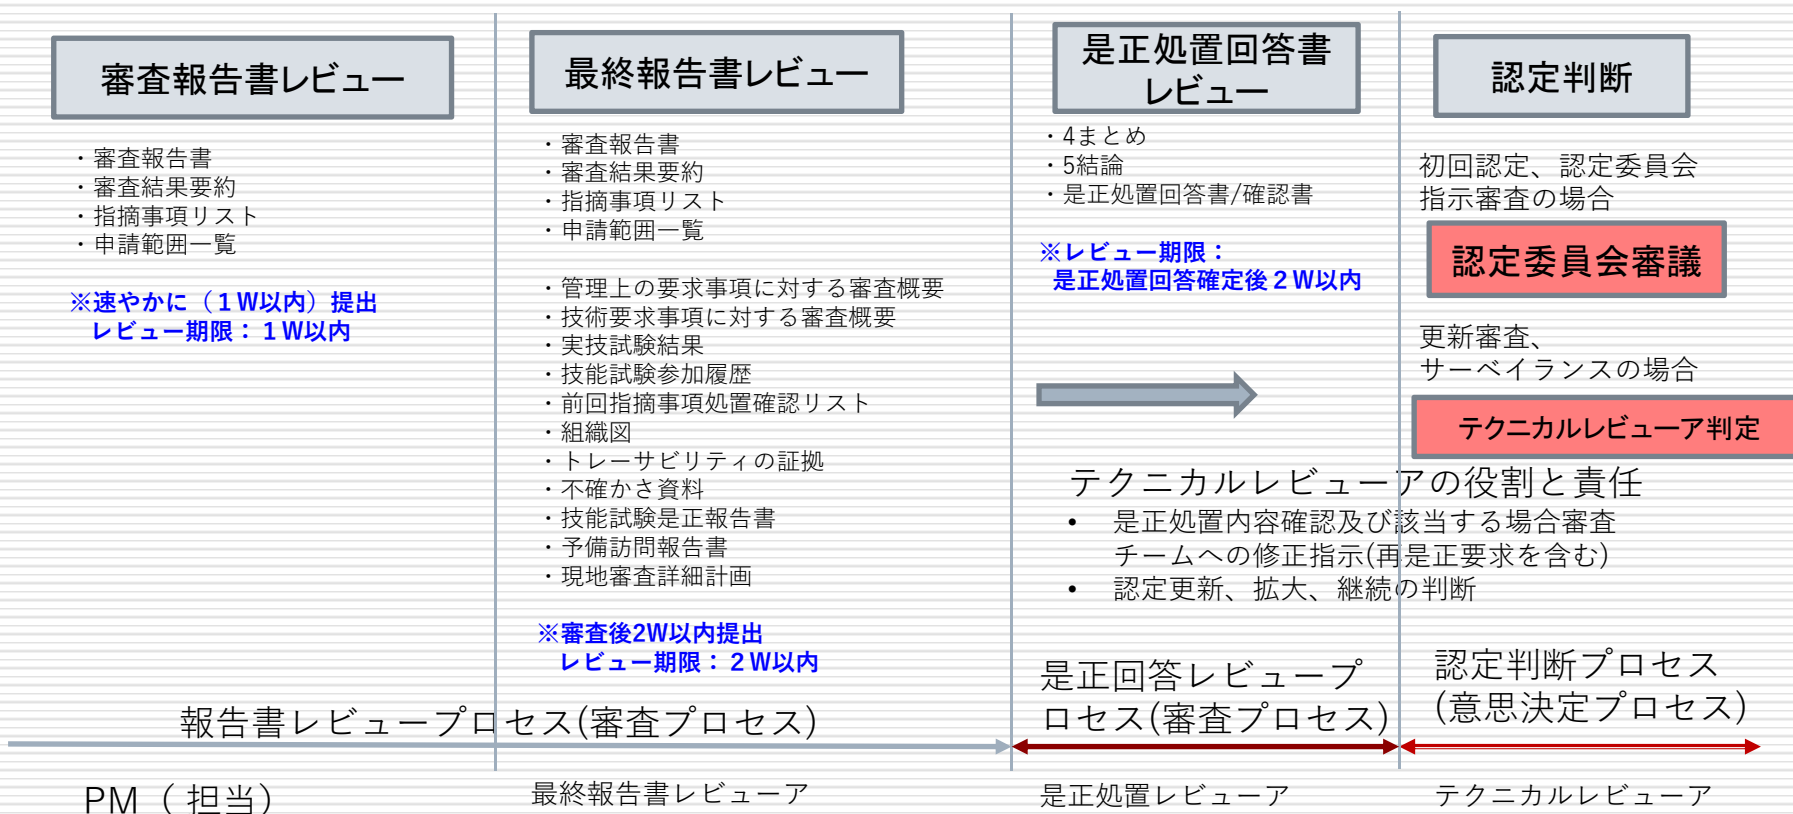 審査報告書レビュー
・審査報告書
・審査結果要約
・指摘事項リスト
・申請範囲一覧
※速やかに（１W以内）提出
レビュー期限：１W以内
最終報告書レビュー
・審査報告書
・審査結果要約
・指摘事項リスト
・申請範囲一覧
・管理上の要求事項に対する審査概要
・技術要求事項に対する審査概要
・実技試験結果
・技能試験参加履歴
・前回指摘事項処置確認リスト
・組織図
・トレーサビリティの証拠
・不確かさ資料
・技能試験是正報告書
・予備訪問報告書
・現地審査詳細計画
※審査後2W以内提出
レビュー期限：２W以内
是正処置回答書
レビュー
・4まとめ
・5結論
・是正処置回答書/確認書
※レビュー期限：
是正処置回答確定後２W以内
認定判断
初回認定、認定委員会
指示審査の場合
認定委員会審議
更新審査、
サーベイランスの場合
テクニカルレビューア判定
テクニカルレビューアの役割と責任
• 是正処置内容確認及び該当する場合審査
チームへの修正指示(再是正要求を含む)
• 認定更新、拡大、継続の判断
報告書レビュープロセス(審査プロセス)
是正回答レビュープ
ロセス(審査プロセス)
認定判断プロセス
(意思決定プロセス)
PM（担当）
最終報告書レビューア
是正処置レビューア
テクニカルレビューア